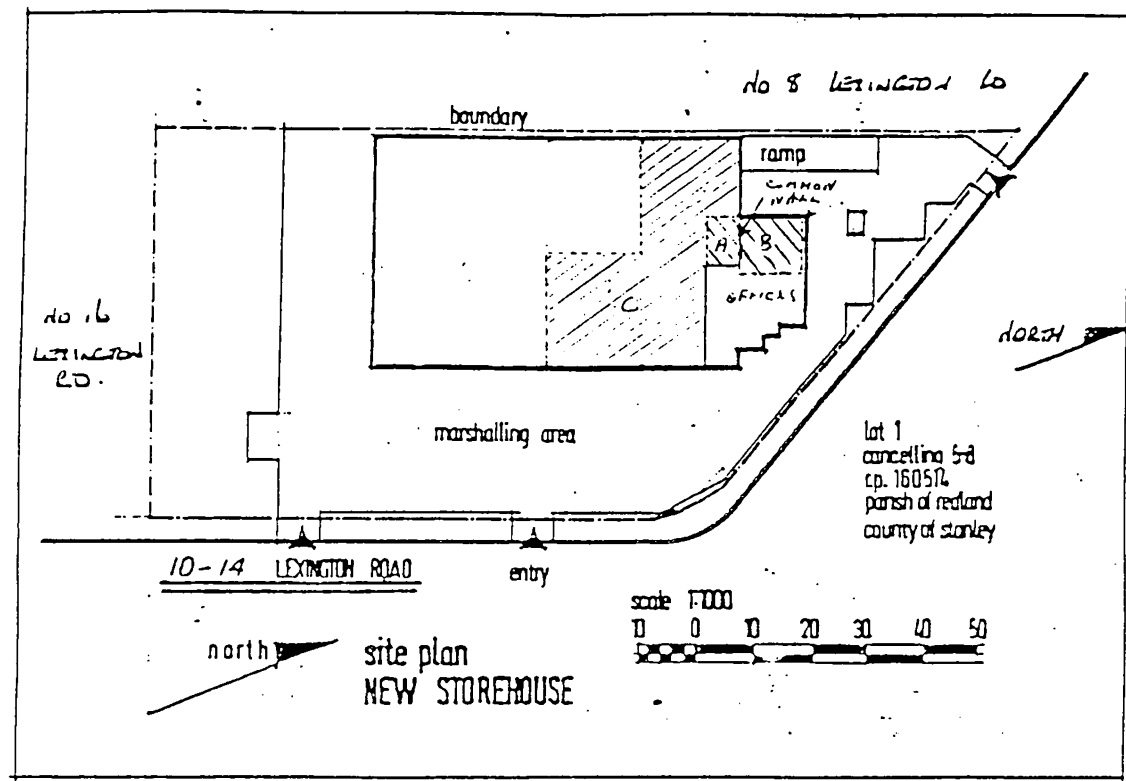 No 8 LEXINGTON RD
boundary
ramp
COMMON
WALL
A
B
C
OFFICES
No 16
LEXINGTON
RD.
NORTH
marshalling area
lot 1
cancelling 5-8
r.p. 160514
parish of redland
county of stanley
10-14 LEXINGTON ROAD
entry
scale 1:1000
10 0 10 20 30 40 50
north
site plan
NEW STOREHOUSE